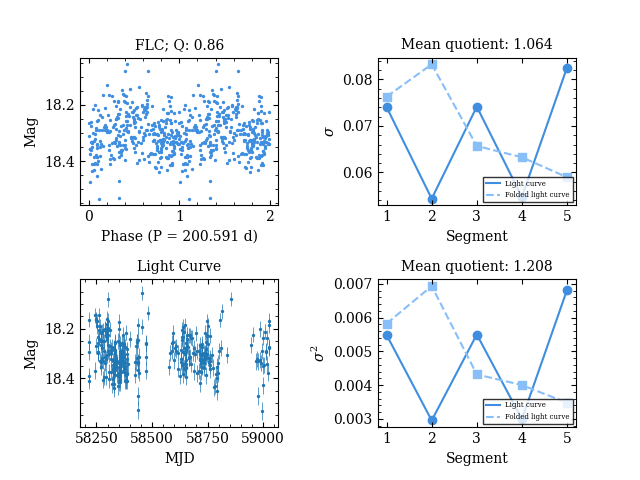 FLC; Q: 0.86
Mag
18.2
18.4
0
1
2
Phase (P = 200.591 d)
Mean quotient: 1.064
σ
0.08
0.07
0.06
Light curve
Folded light curve
1
2
3
4
5
Segment
Light Curve
Mag
18.2
18.4
58250
58500
58750
59000
MJD
Mean quotient: 1.208
σ²
0.007
0.006
0.005
0.004
0.003
Light curve
Folded light curve
1
2
3
4
5
Segment